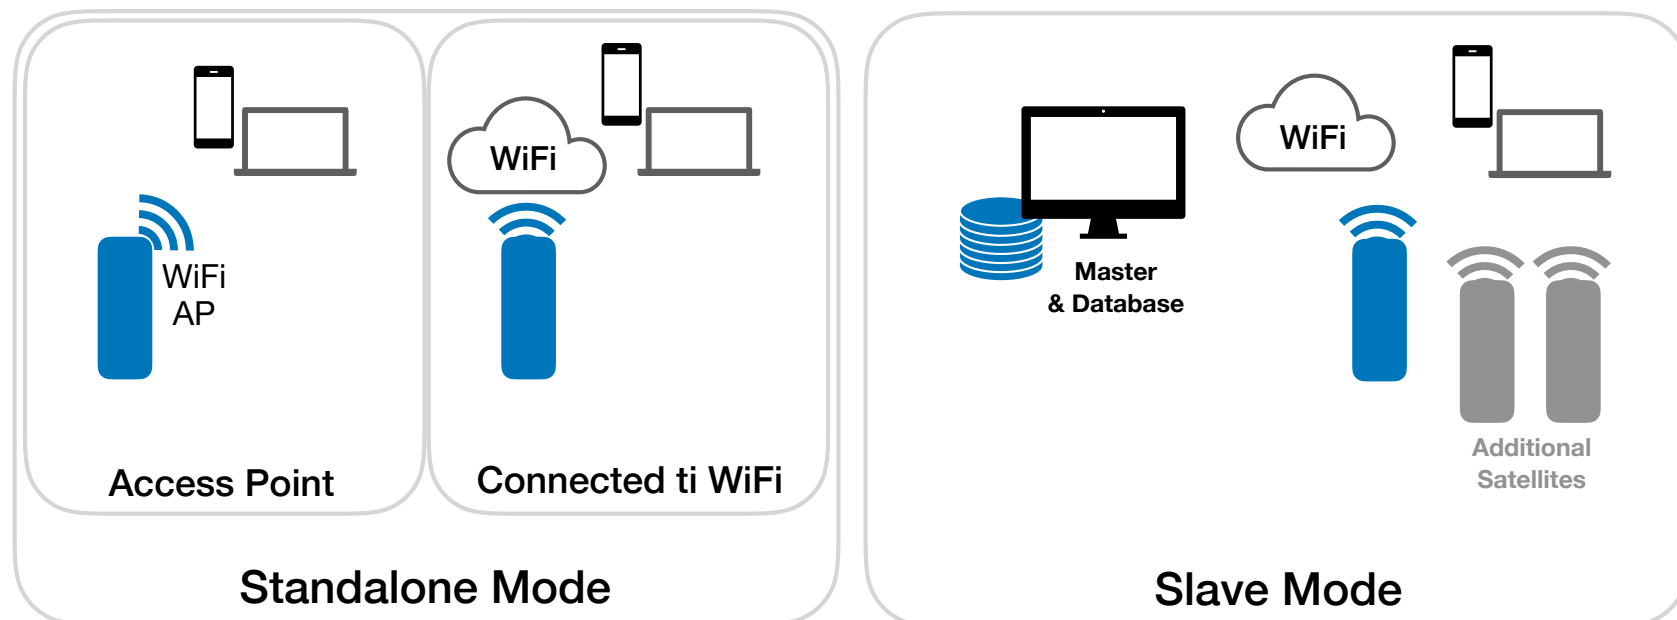 WiFi
AP
Access Point
WiFi
Connected ti WiFi
Standalone Mode
Master
& Database
WiFi
Additional
Satellites
Slave Mode